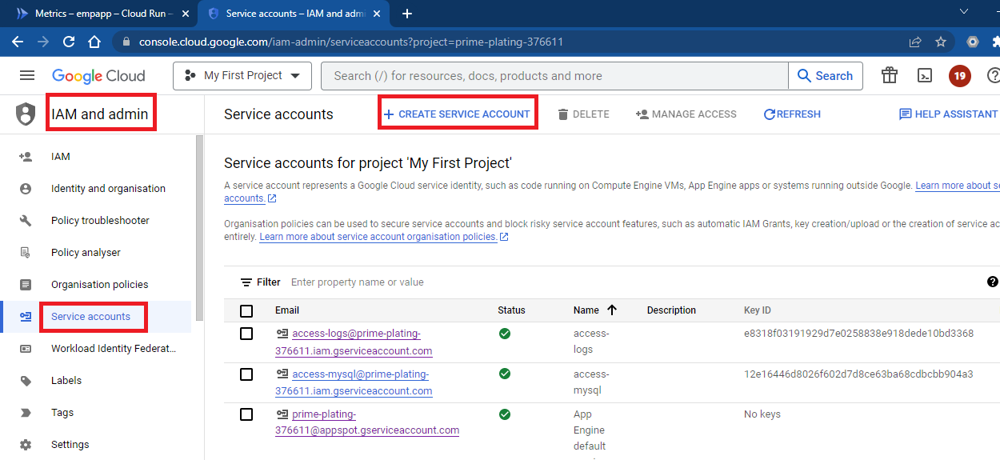 Metrics – empapp – Cloud Run –
Service accounts – IAM and admi
console.cloud.google.com/iam-admin/serviceaccounts?project=prime-plating-376611
Google Cloud
My First Project
Search (/) for resources, docs, products and more
Search
19
IAM and admin
Service accounts
CREATE SERVICE ACCOUNT
DELETE
MANAGE ACCESS
REFRESH
HELP ASSISTANT
IAM
Identity and organisation
Policy troubleshooter
Policy analyser
Organisation policies
Service accounts
Workload Identity Federat...
Labels
Tags
Settings
Service accounts for project 'My First Project'
A service account represents a Google Cloud service identity, such as code running on Compute Engine VMs, App Engine apps or systems running outside Google. Learn more about se
accounts.
Organisation policies can be used to secure service accounts and block risky service account features, such as automatic IAM Grants, key creation/upload or the creation of service ac
entirely. Learn more about service account organisation policies.
Filter Enter property name or value
Email Status Name Description Key ID
access-logs@prime-plating-
376611.iam.gserviceaccount.com
access-
logs
e8318f03191929d7e0258838e918dede10bd3368
access-mysql@prime-plating-
376611.iam.gserviceaccount.com
access-
mysql
12e16446d8026f602d7d8ce63ba68cdbcbb904a3
prime-plating-
376611@appspot.gserviceaccount.com
App
Engine
default
No keys